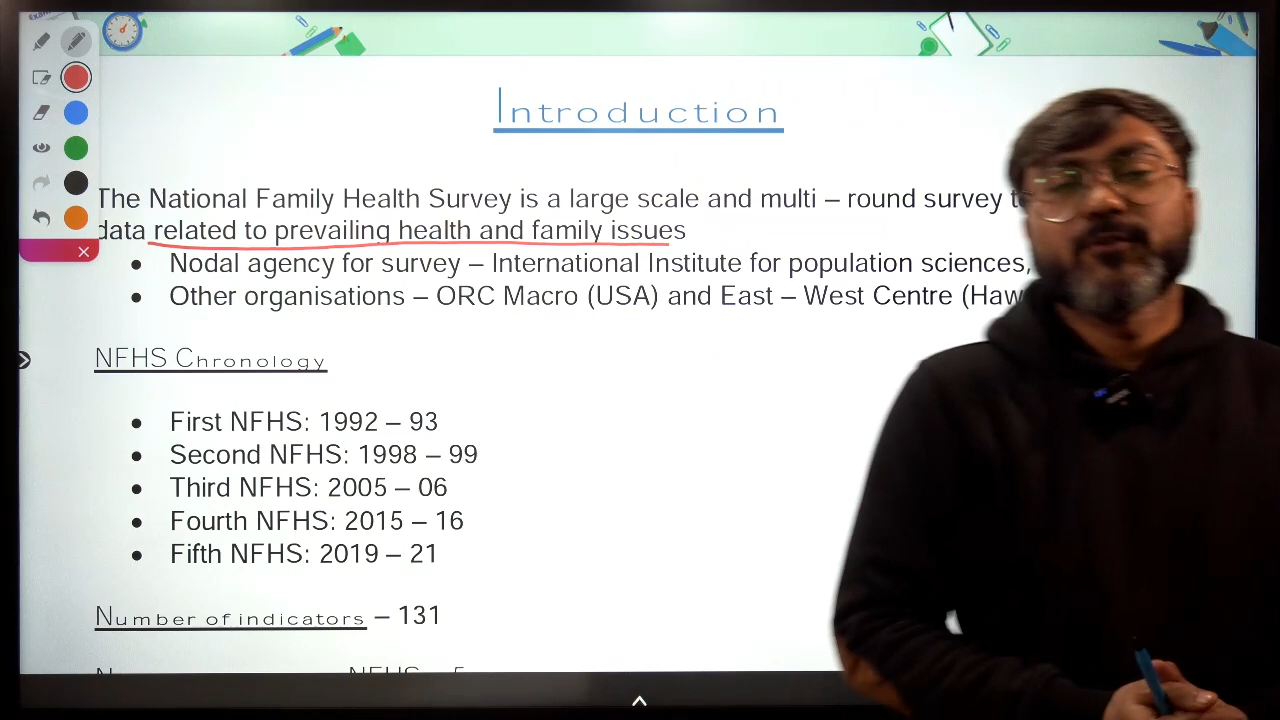 Introduction
The National Family Health Survey is a large scale and multi – round survey
data related to prevailing health and family issues
• Nodal agency for survey – International Institute for population sciences,
• Other organisations – ORC Macro (USA) and East – West Centre
NFHS Chronology
• First NFHS: 1992 – 93
• Second NFHS: 1998 – 99
• Third NFHS: 2005 – 06
• Fourth NFHS: 2015 – 16
• Fifth NFHS: 2019 – 21
Number of indicators – 131